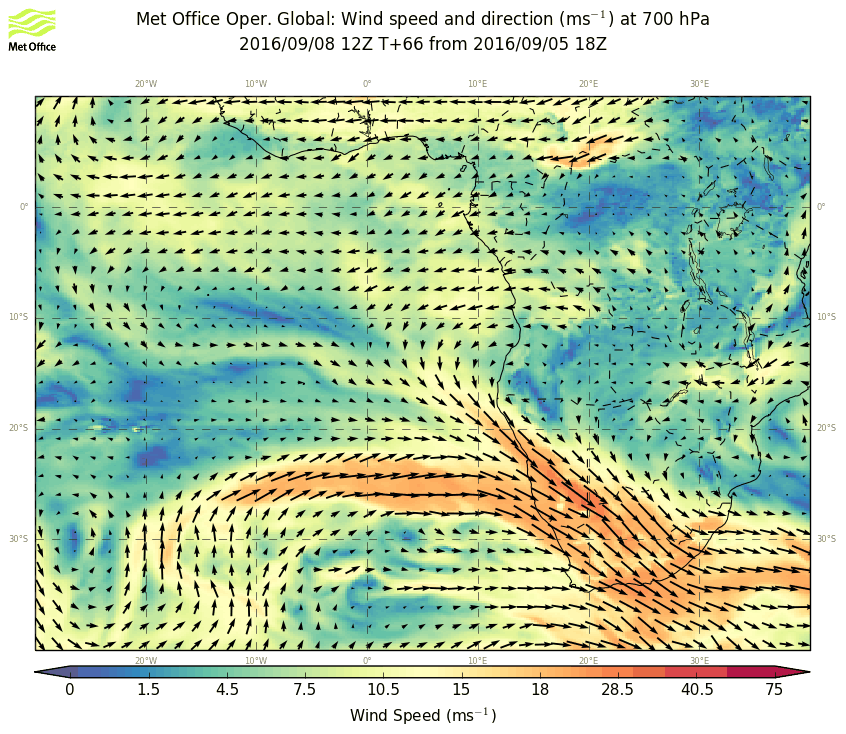 Met Office
Met Office Oper. Global: Wind speed and direction (ms⁻¹) at 700 hPa
2016/09/08 12Z T+66 from 2016/09/05 18Z
20°W 10°W 0° 10°E 20°E 30°E
0° 0°
10°S 10°S
20°S 20°S
30°S 30°S
20°W 10°W 0° 10°E 20°E 30°E
0 1.5 4.5 7.5 10.5 15 18 28.5 40.5 75
Wind Speed (ms⁻¹)